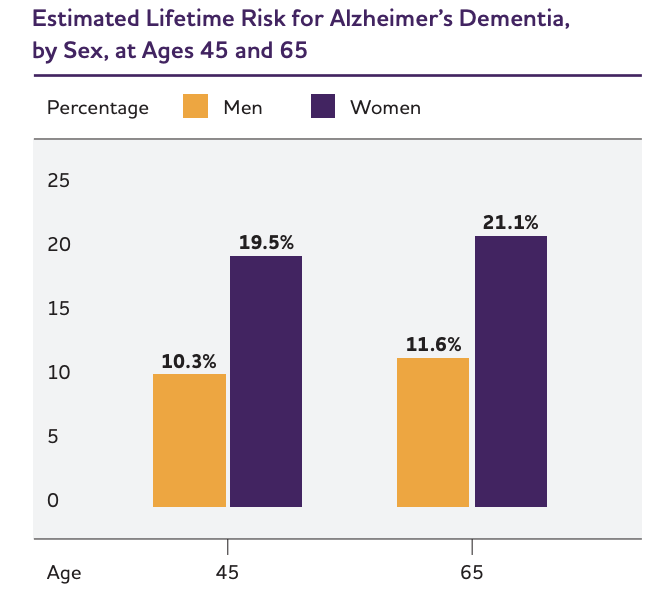 Estimated Lifetime Risk for Alzheimer’s Dementia,
by Sex, at Ages 45 and 65
Percentage Men Women
25
20
15
10
5
0
10.3%
19.5%
11.6%
21.1%
Age 45 65